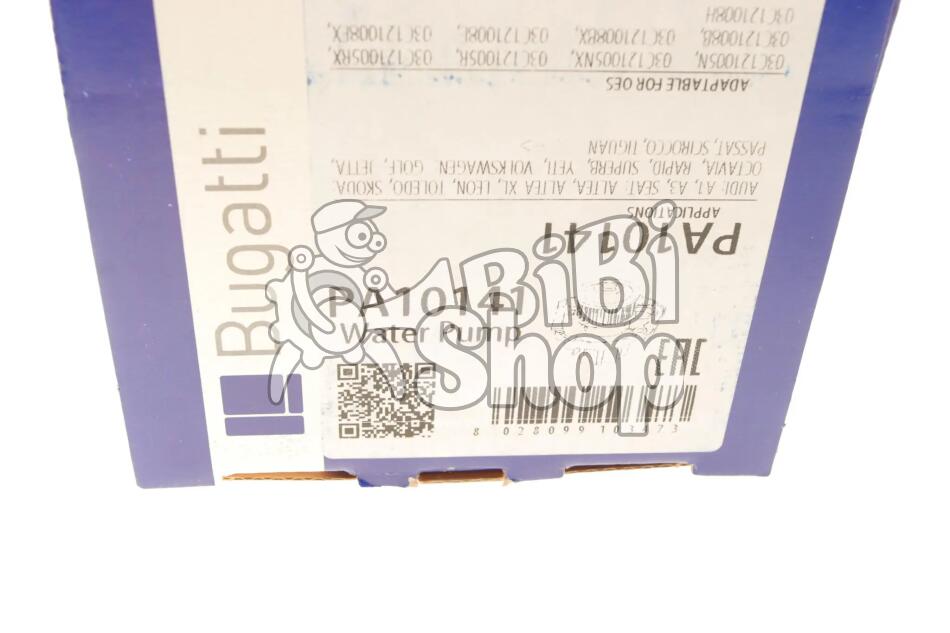 03C121005N, 03C121005NX, 03C121005R, 03C121005RX,
03C121008B, 03C121008BX, 03C121008E, 03C121008EX,
03C121008H
ADAPTABLE FOR OES
AUDI: A1, A3, SEAT: ALTEA, ALTEA XL, LEON, TOLEDO, SKODA:
OCTAVIA, RAPID, SUPERB, YETI, VOLKSWAGEN: GOLF, JETTA,
PASSAT, SCIROCCO, TIGUAN
APPLICATIONS
PA10141
Bugatti
PA10141
Water Pump
EAC
8 028099 103473
BiBi
Shop